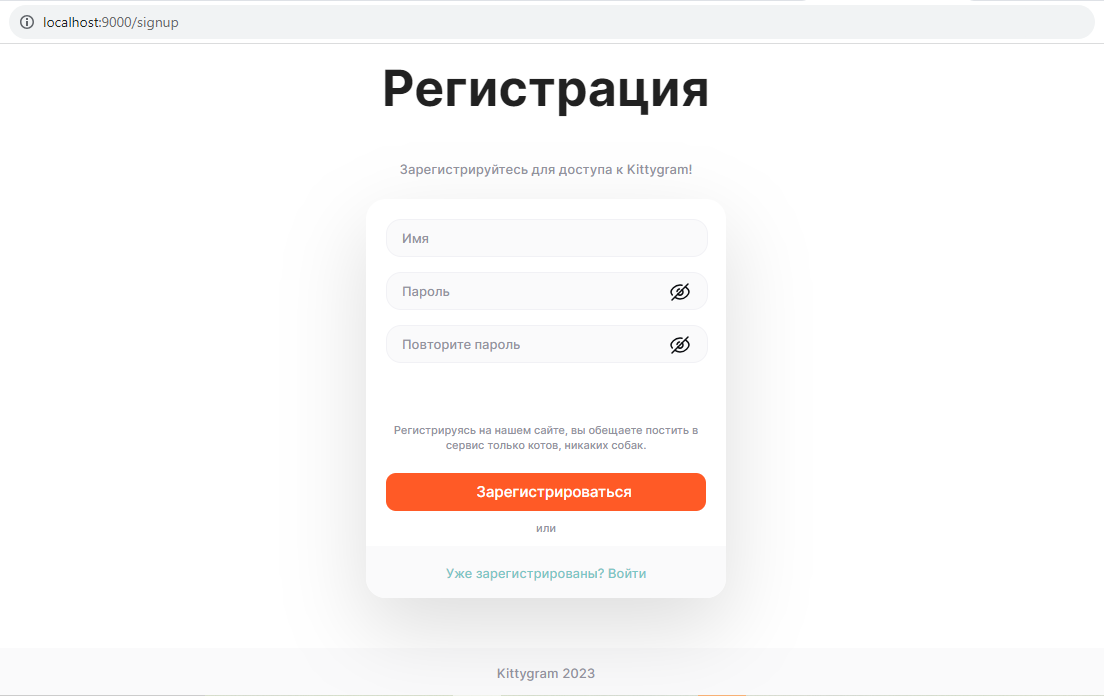 localhost:9000/signup
Регистрация
Зарегистрируйтесь для доступа к Kittygram!
Имя
Пароль
Повторите пароль
Регистрируясь на нашем сайте, вы обещаете постить в
сервис только котов, никаких собак.
Зарегистрироваться
или
Уже зарегистрированы? Войти
Kittygram 2023